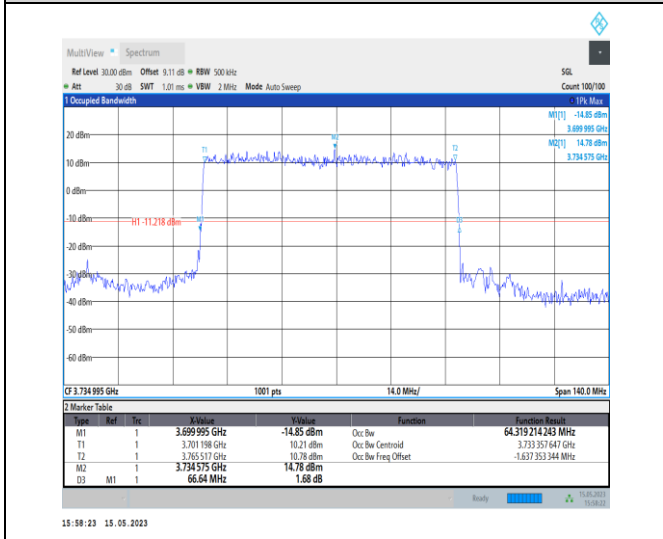 MultiView Spectrum
Ref Level 30.00 dBm Offset 9.11 dB RBW 500 kHz SGL
Att 30 dB SWT 1.01 ms VBW 2 MHz Mode Auto Sweep Count 100/100
1 Occupied Bandwidth 1Pk Max
M1[1] -14.85 dBm
3.699 995 GHz
M2[1] 14.78 dBm
3.734 575 GHz
20 dBm
M2
T1 T2
10 dBm
0 dBm
-10 dBm
H1 -11.218 dBm
M1
D3
-20 dBm
-30 dBm
-40 dBm
-50 dBm
-60 dBm
CF 3.734 995 GHz 1001 pts 14.0 MHz/ Span 140.0 MHz
2 Marker Table
Type Ref Trc X-Value Y-Value Function Function Result
M1 1 3.699 995 GHz -14.85 dBm Occ Bw 64.319 214 243 MHz
T1 1 3.701 198 GHz 10.21 dBm Occ Bw Centroid 3.733 357 647 GHz
T2 1 3.765 517 GHz 10.78 dBm Occ Bw Freq Offset -1.637 353 344 MHz
M2 1 3.734 575 GHz 14.78 dBm
D3 M1 1 66.64 MHz 1.68 dB
Ready 15.05.2023
15:58:22
15:58:23 15.05.2023